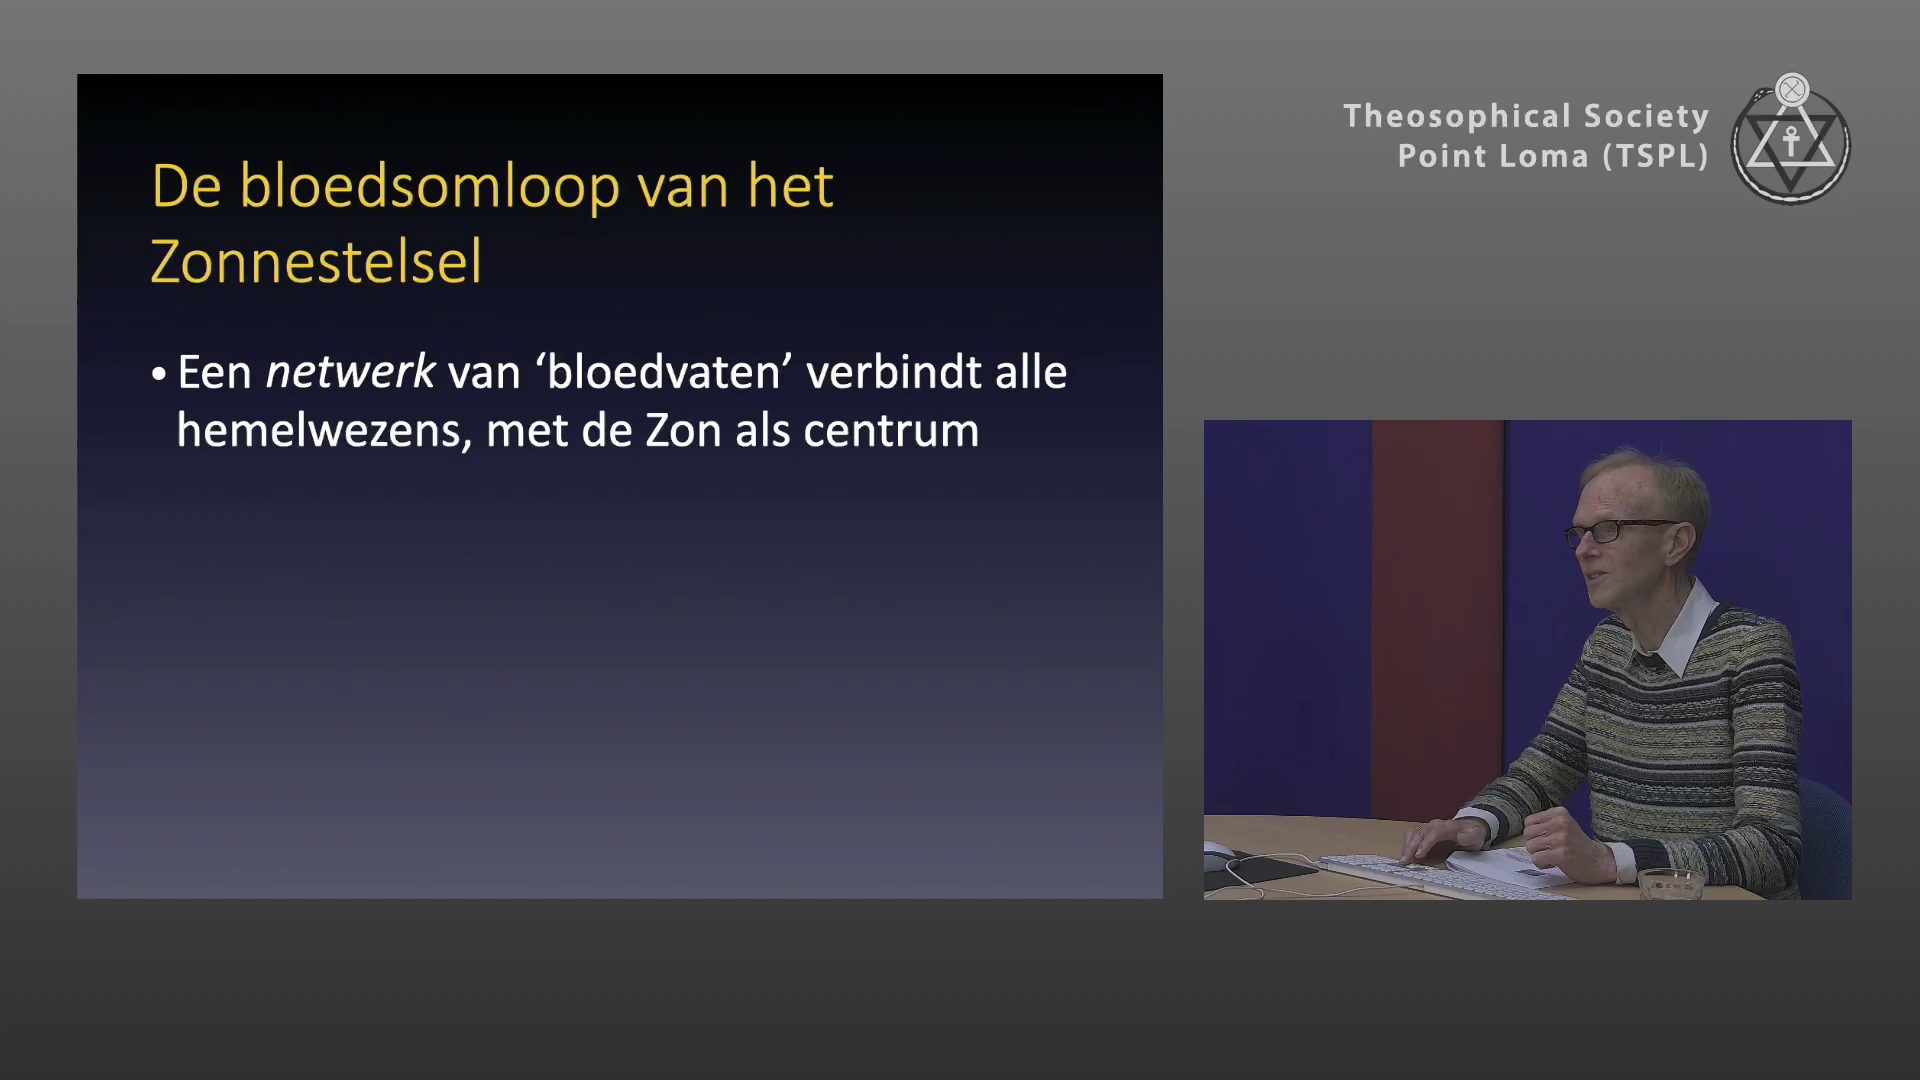 De bloedsomloop van het
Zonnestelsel
• Een netwerk van ‘bloedvaten’ verbindt alle
hemelwezens, met de Zon als centrum
Theosophical Society
Point Loma (TSPL)